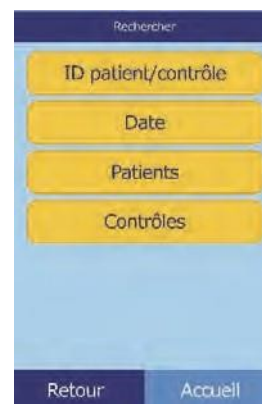 Rechercher
ID patient/contrôle
Date
Patients
Contrôles
Retour Accueil